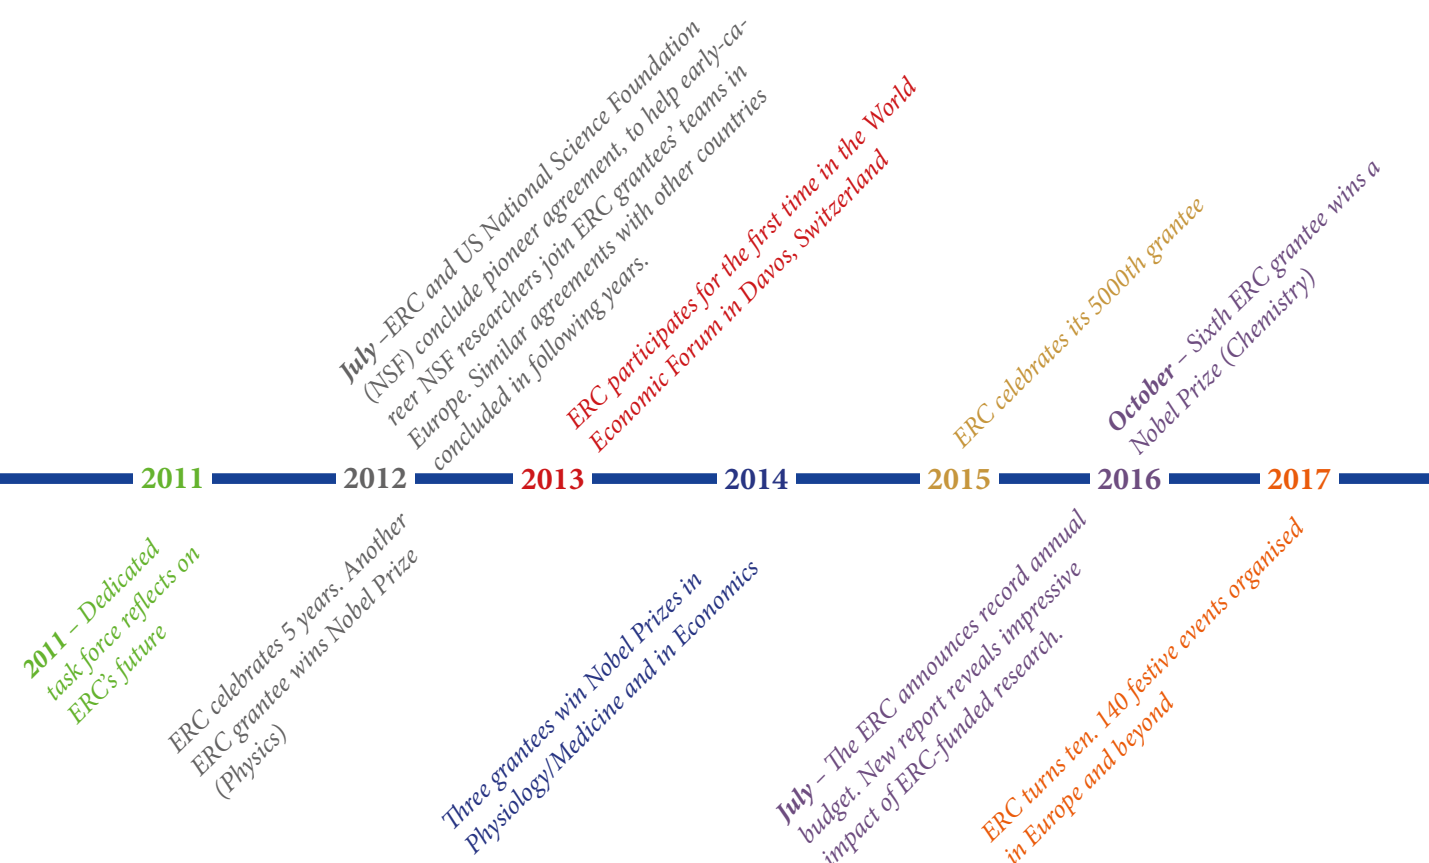 July –ERC and US National Science Foundation
(NSF) conclude pioneer agreement, to help early-ca-
reer NSF researchers join ERC grantees’ teams in
Europe. Similar agreements with other countries
concluded in following years.
ERC participates for the first time in the World
Economic Forum in Davos, Switzerland
ERC celebrates its 5000th grantee
October – Sixth ERC grantee wins a
Nobel Prize (Chemistry)
2011
2012
2013
2014
2015
2016
2017
2011 – Dedicated
task force reflects on
ERC’s future
ERC celebrates 5 years. Another
ERC grantee wins Nobel Prize
(Physics)
Three grantees win Nobel Prizes in
Physiology/Medicine and in Economics
July – The ERC announces record annual
budget. New report reveals impressive
impact of ERC-funded research.
ERC turns ten. 140 festive events organised
in Europe and beyond